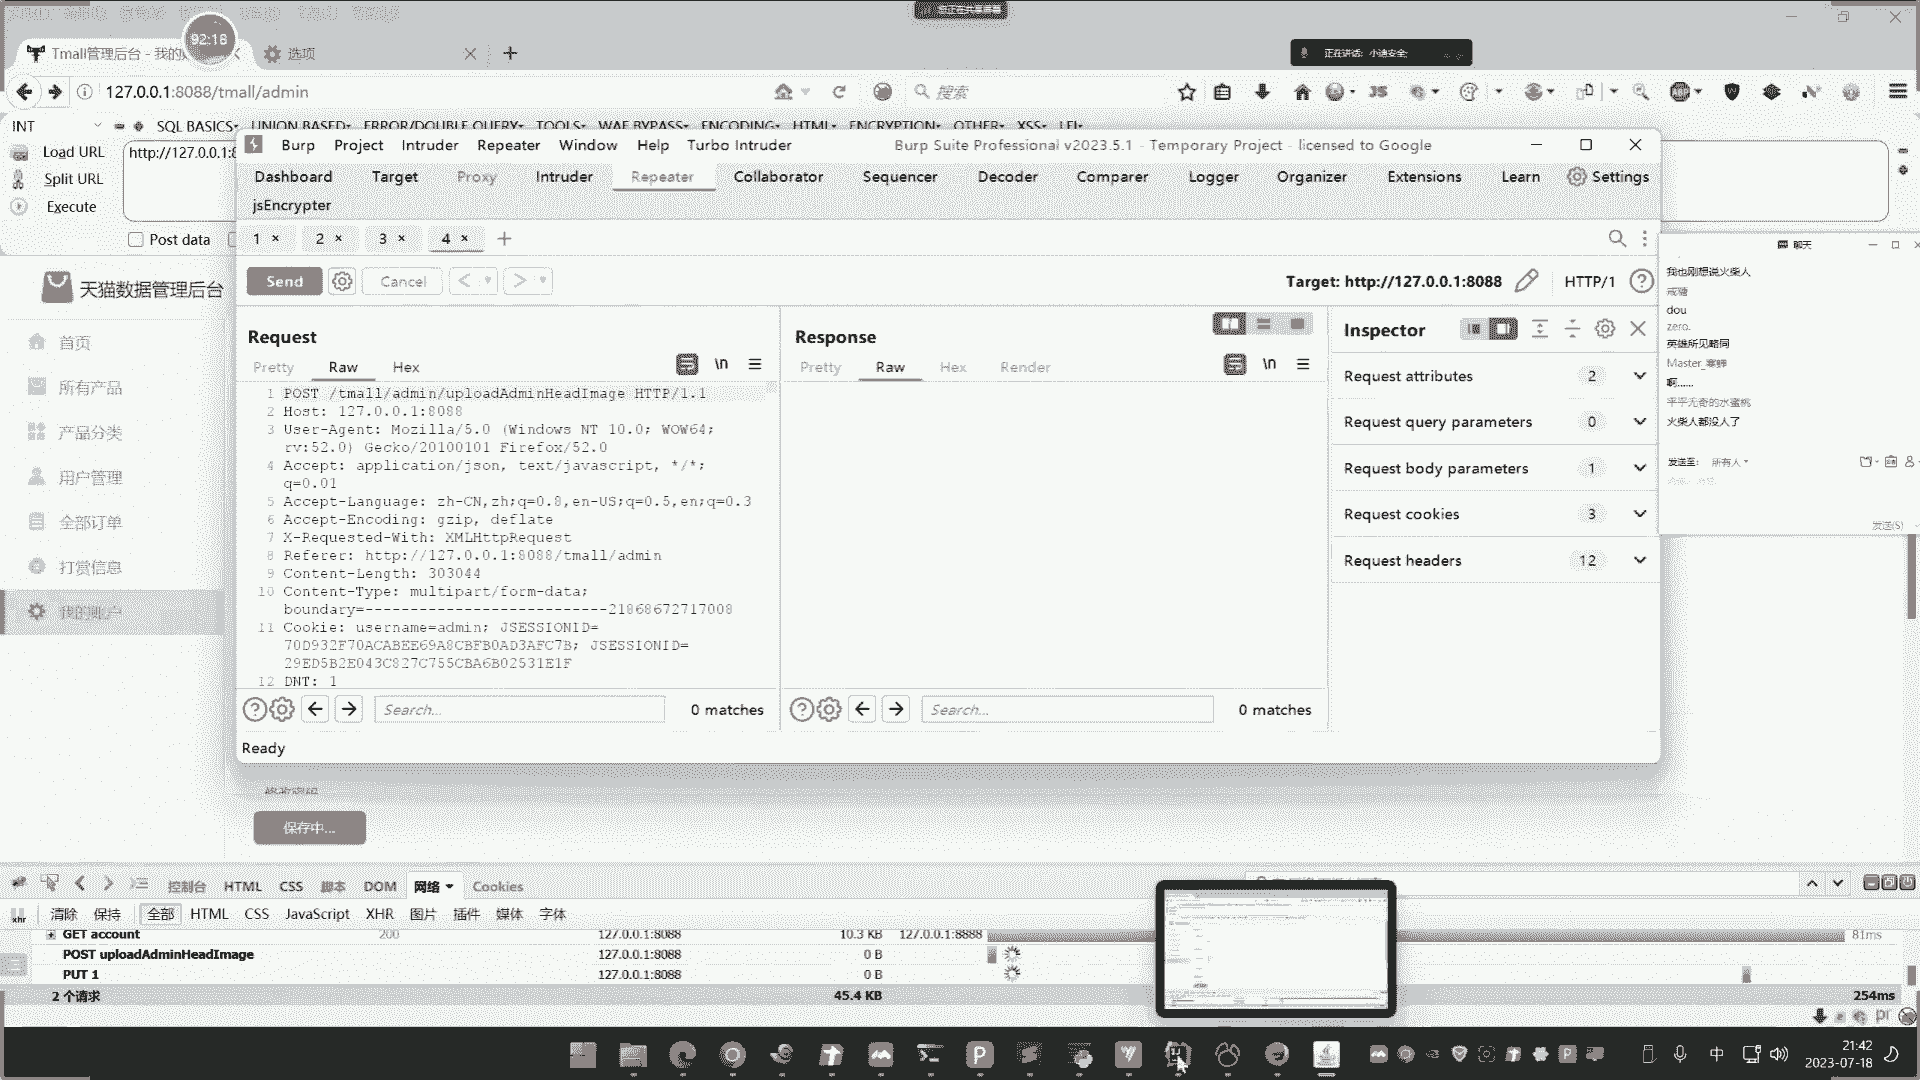 92:18
Tmall管理后台 - 我的
选项
正在讲话: 小迪安全;
127.0.0.1:8088/tmall/admin
搜索
INT
SQL BASICS UNION BASED ERROR/DOUBLE QUERY TOOLS WAF BYPASS ENCODING HTML ENCRYPTION OTHER XSS LFI
Load URL
http://127.0.0.1:8
Split URL
Execute
Post data
Burp Project Intruder Repeater Window Help Turbo Intruder
Burp Suite Professional v2023.5.1 - Temporary Project - licensed to Google
Dashboard Target Proxy Intruder Repeater Collaborator Sequencer Decoder Comparer Logger Organizer Extensions Learn Settings
jsEncrypter
1 × 2 × 3 × 4 × +
Send Cancel < >
Target: http://127.0.0.1:8088
HTTP/1
Request
Pretty Raw Hex
\n
1 POST /tmall/admin/uploadAdminHeadImage HTTP/1.1
2 Host: 127.0.0.1:8088
3 User-Agent: Mozilla/5.0 (Windows NT 10.0; WOW64;
rv:52.0) Gecko/20100101 Firefox/52.0
4 Accept: application/json, text/javascript, */*;
q=0.01
5 Accept-Language: zh-CN,zh;q=0.8,en-US;q=0.5,en;q=0.3
6 Accept-Encoding: gzip, deflate
7 X-Requested-With: XMLHttpRequest
8 Referer: http://127.0.0.1:8088/tmall/admin
9 Content-Length: 303044
10 Content-Type: multipart/form-data;
boundary=---------------------------21868672717008
11 Cookie: username=admin; JSESSIONID=
70D932F70ACABEE69A8CBFB0AD3AFC7B; JSESSIONID=
29ED5B2E043C827C755CBA6B02531E1F
12 DNT: 1
Search...
0 matches
Response
Pretty Raw Hex Render
\n
Search...
0 matches
Inspector
Request attributes 2
Request query parameters 0
Request body parameters 1
Request cookies 3
Request headers 12
Ready
天猫数据管理后台
首页
所有产品
产品分类
用户管理
全部订单
打赏信息
我的账户
保存中...
聊天
我也刚想说火柴人
戒糖
dou
zero.
英雄所见略同
啊......
平平无奇的水蜜桃
火柴人都没人了
发送至: 所有人
发送(S)
控制台 HTML CSS 脚本 DOM 网络 Cookies
清除 保持 全部 HTML CSS JavaScript XHR 图片 插件 媒体 字体
GET account 200 127.0.0.1:8088 10.3 KB 127.0.0.1:8888 81ms
POST uploadAdminHeadImage 127.0.0.1:8088 0 B
PUT 1 127.0.0.1:8088 0 B
2 个请求 45.4 KB 254ms
中
21:42
2023-07-18